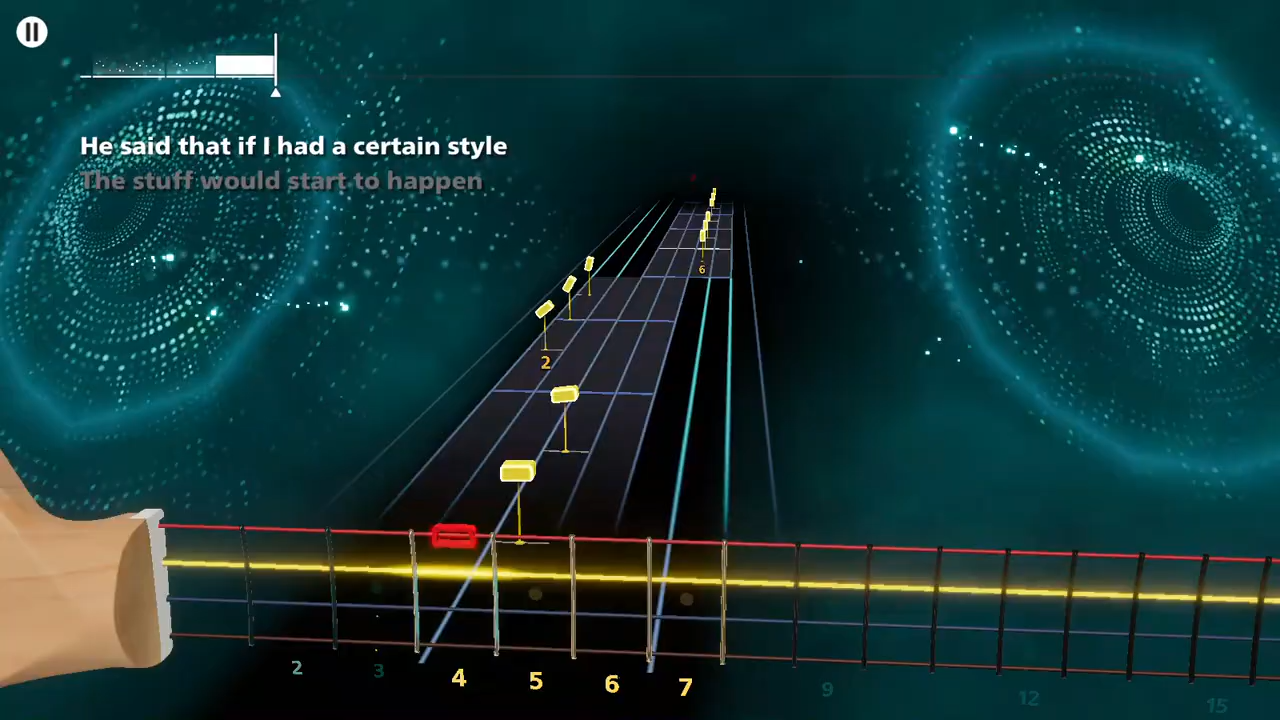 He said that if I had a certain style
The stuff would start to happen
6
2
2 3 4 5 6 7 9 12 15